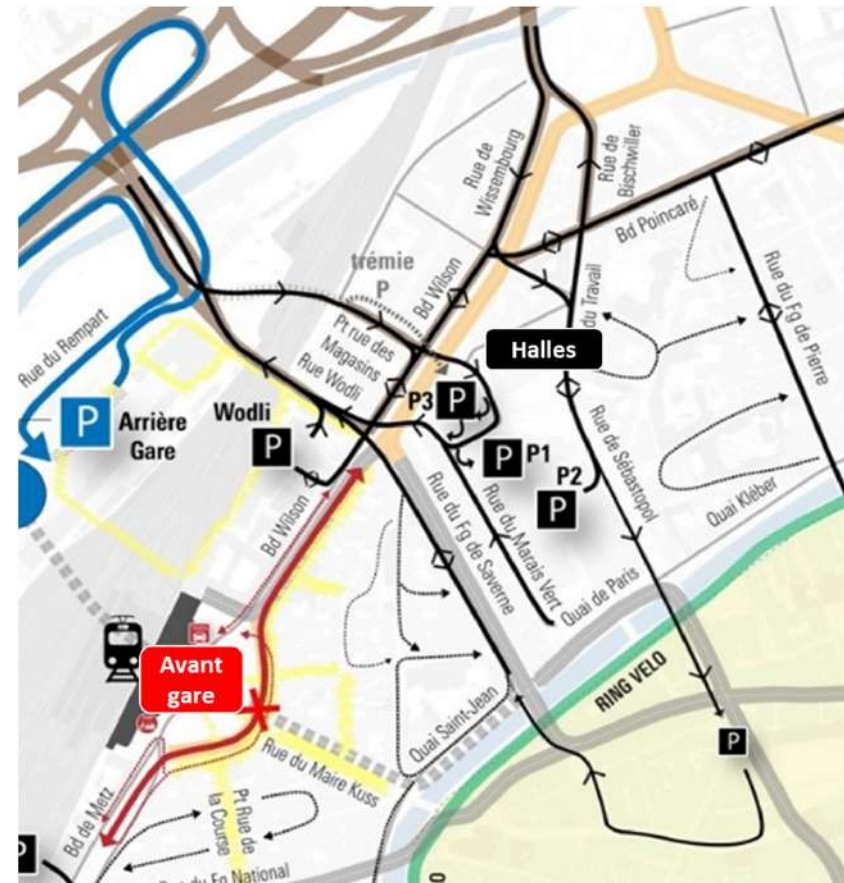 Rue de
Wissembourg
Rue de
Bischwiller
Bd Poincaré
trémie
P
Bd Wilson
du Travail
Rue du Fg de Pierre
Rue du Rempart
Pt rue des
Magasins
Rue Wodli
Halles
P
Arrière
Gare
Wodli
P
P3
P
P
P1
P2
P
Rue de Sébastopol
Quai Kléber
Bd Wilson
Rue du Fg de Saverne
Rue du Marais Vert
Quai de Paris
Avant
gare
RING VELO
Quai Saint-Jean
Rue du Maire Kuss
P
Bd de Metz
Pt Rue de
la Course
P
Rue du Fg National